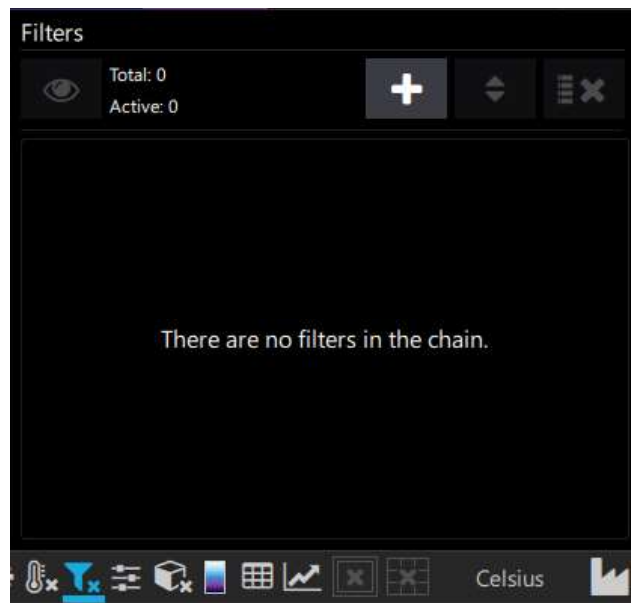 Filters
Total: 0
Active: 0
There are no filters in the chain.
Celsius